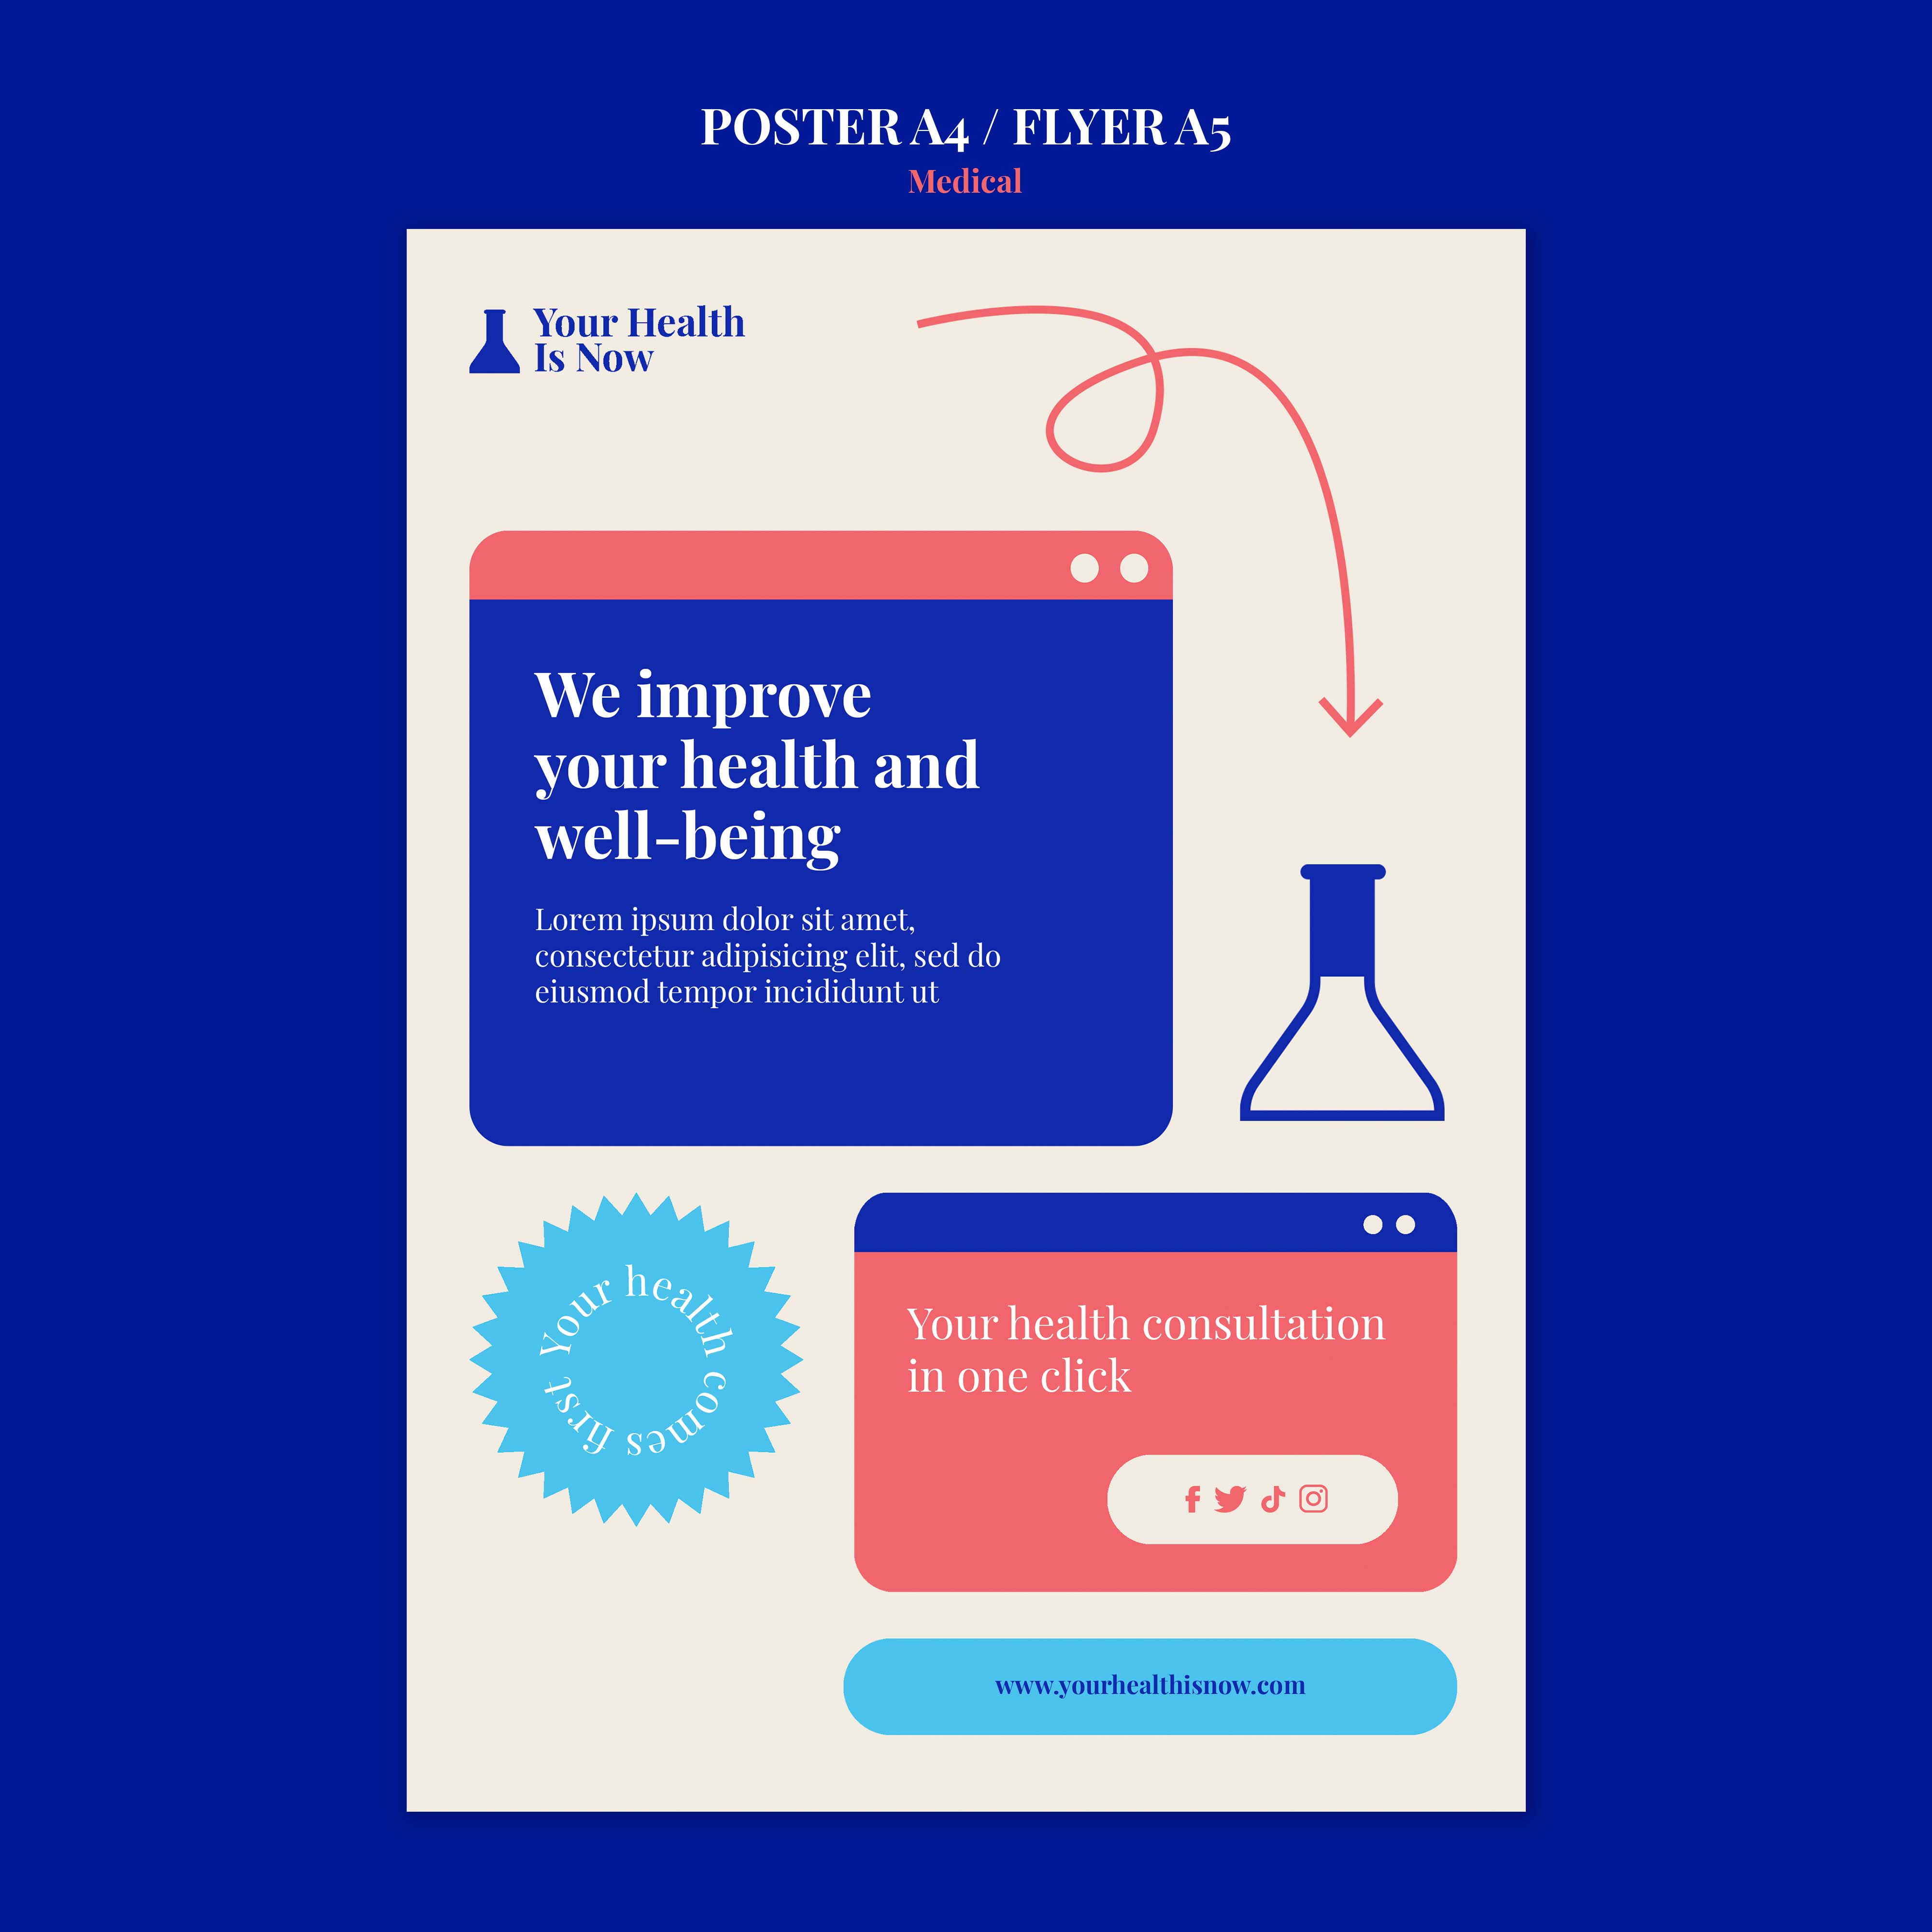 POSTER A4 / FLYER A5
Medical
Your Health
Is Now
We improve
your health and
well-being
Lorem ipsum dolor sit amet,
consectetur adipisicing elit, sed do
eiusmod tempor incididunt ut
Your health comes first
Your health consultation
in one click
www.yourhealthisnow.com